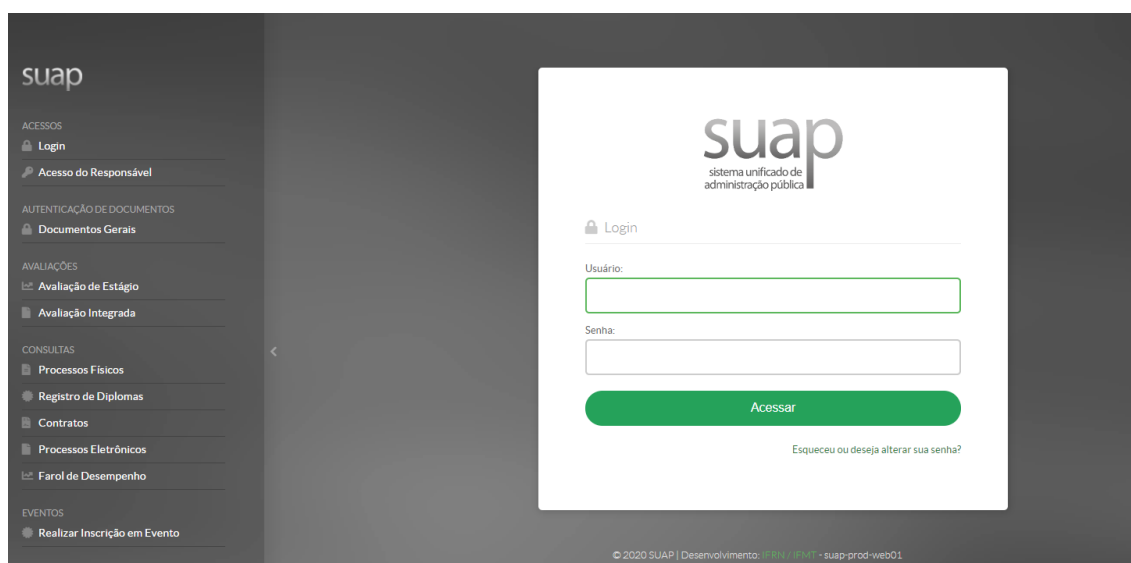 suap
ACESSOS
Login
Acesso do Responsável
AUTENTICAÇÃO DE DOCUMENTOS
Documentos Gerais
AVALIAÇÕES
Avaliação de Estágio
Avaliação Integrada
CONSULTAS
Processos Físicos
Registro de Diplomas
Contratos
Processos Eletrônicos
Farol de Desempenho
EVENTOS
Realizar Inscrição em Evento
suap
sistema unificado de
administração pública
Login
Usuário:
Senha:
Acessar
Esqueceu ou deseja alterar sua senha?
© 2020 SUAP | Desenvolvimento: IFRN / IFMT - suap-prod-web01